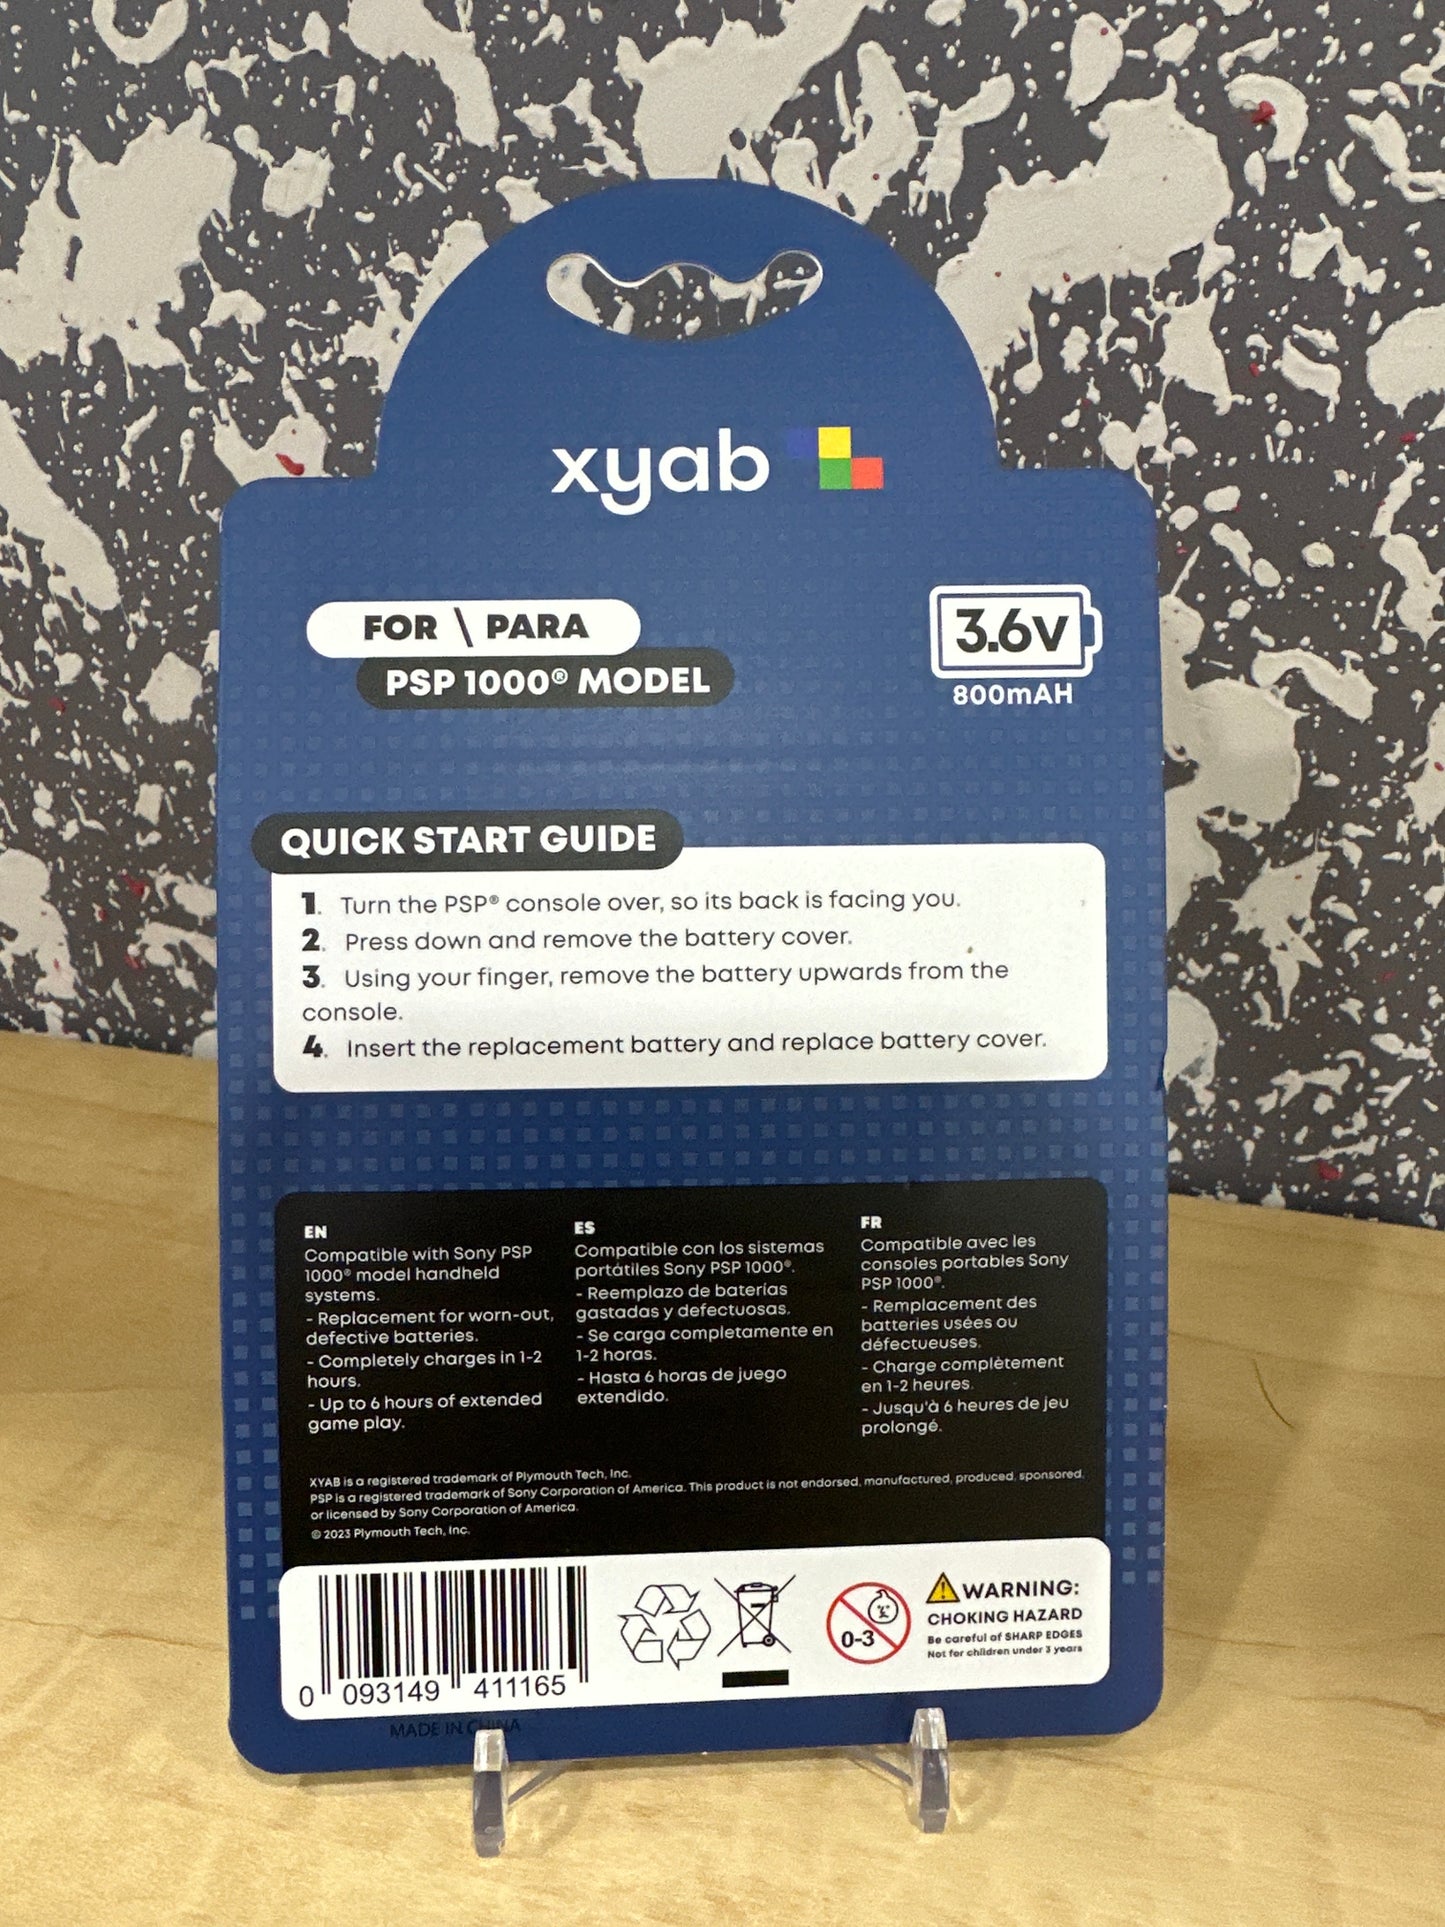 xyab
FOR \ PARA
PSP 1000® MODEL
3.6V
800mAH
QUICK START GUIDE
1. Turn the PSP® console over, so its back is facing you.
2. Press down and remove the battery cover.
3. Using your finger, remove the battery upwards from the
console.
4. Insert the replacement battery and replace battery cover.
EN
Compatible with Sony PSP
1000® model handheld
systems.
- Replacement for worn-out,
defective batteries.
- Completely charges in 1-2
hours.
- Up to 6 hours of extended
game play.
ES
Compatible con los sistemas
portátiles Sony PSP 1000®.
- Reemplazo de baterías
gastadas y defectuosas.
- Se carga completamente en
1-2 horas.
- Hasta 6 horas de juego
extendido.
FR
Compatible avec les
consoles portables Sony
PSP 1000®.
- Remplacement des
batteries usées ou
défectueuses.
- Charge complètement
en 1-2 heures.
- Jusqu'à 6 heures de jeu
prolongé.
XYAB is a registered trademark of Plymouth Tech, Inc.
PSP is a registered trademark of Sony Corporation of America. This product is not endorsed, manufactured, produced, sponsored,
or licensed by Sony Corporation of America.
© 2023 Plymouth Tech, Inc.
0 093149 411165
0-3
WARNING:
CHOKING HAZARD
Be careful of SHARP EDGES
Not for children under 3 years
MADE IN CHINA